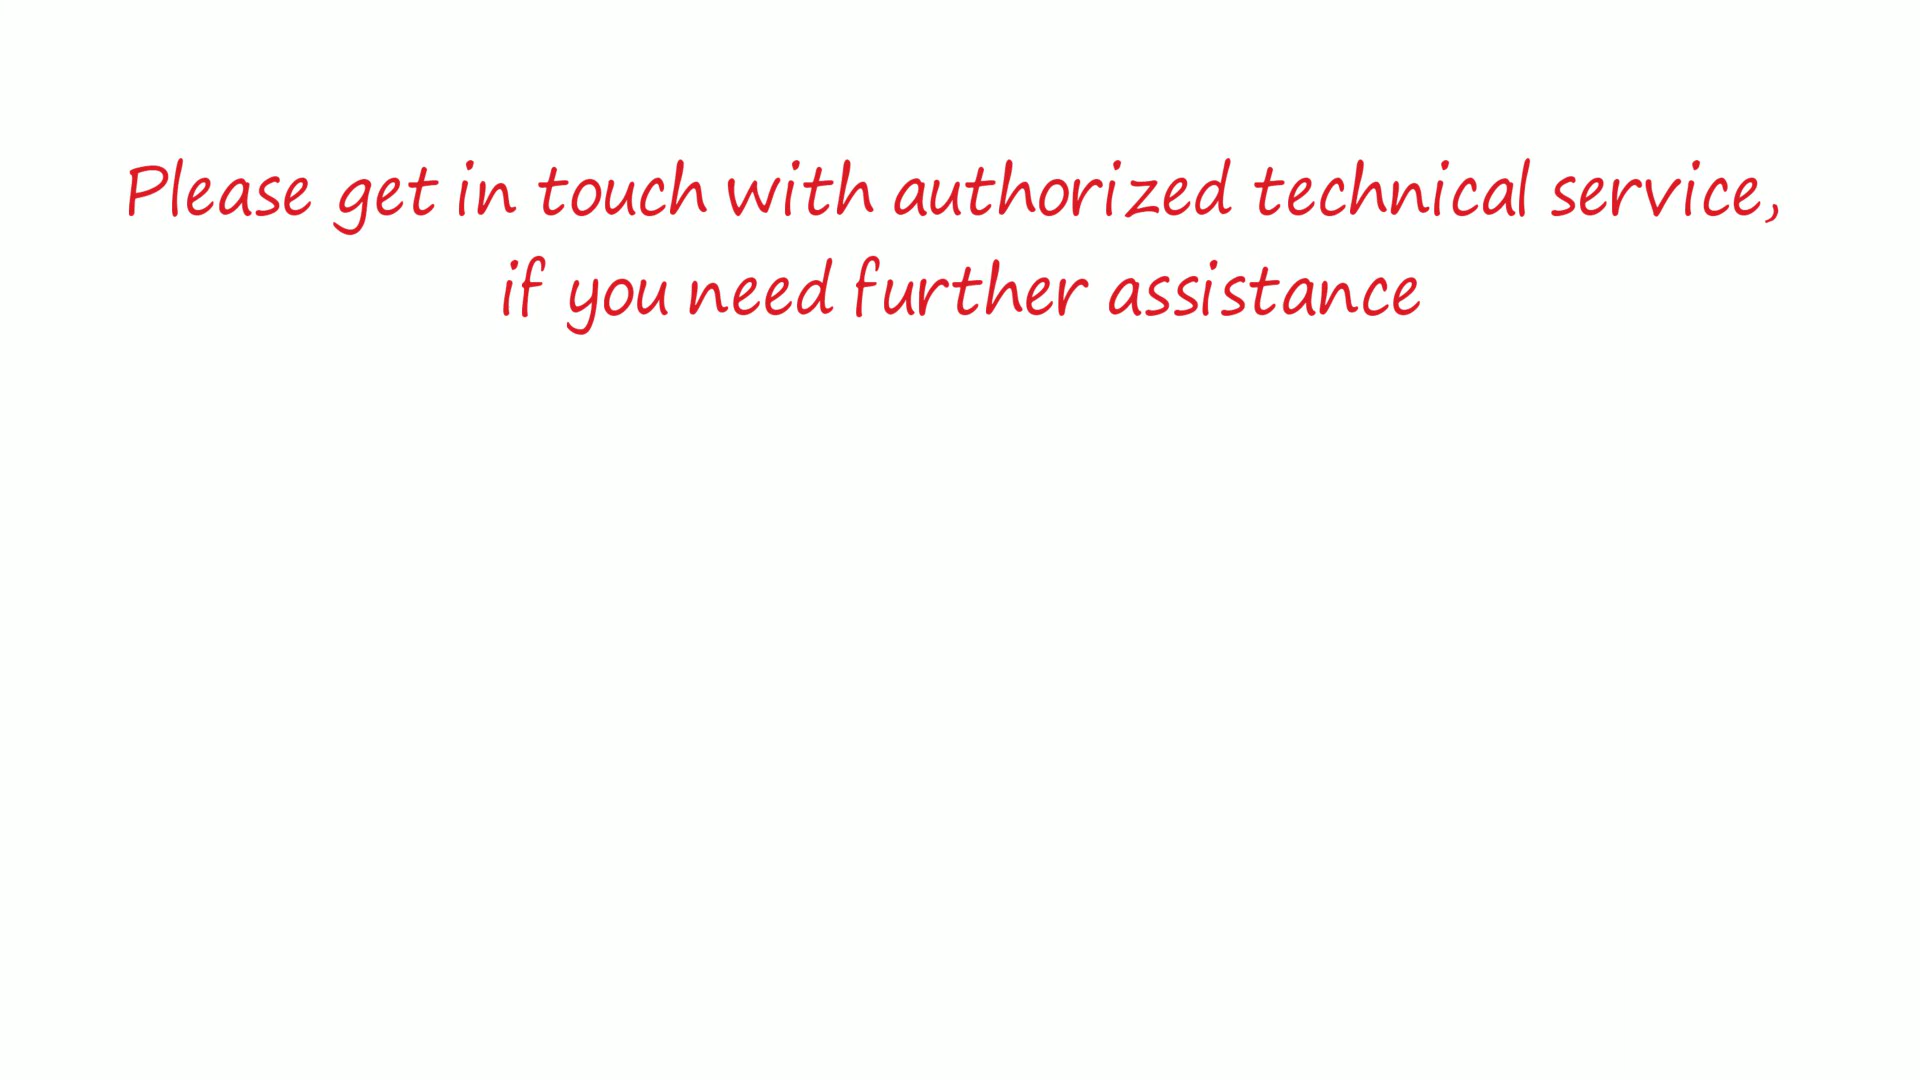 Please get in touch with authorized technical service,
if you need further assistance